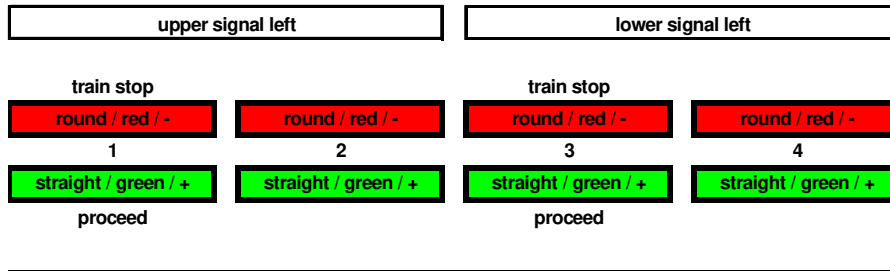 upper signal left lower signal left
train stop train stop
round / red / - round / red / - round / red / - round / red / -
1 2 3 4
straight / green / + straight / green / + straight / green / + straight / green / +
proceed proceed